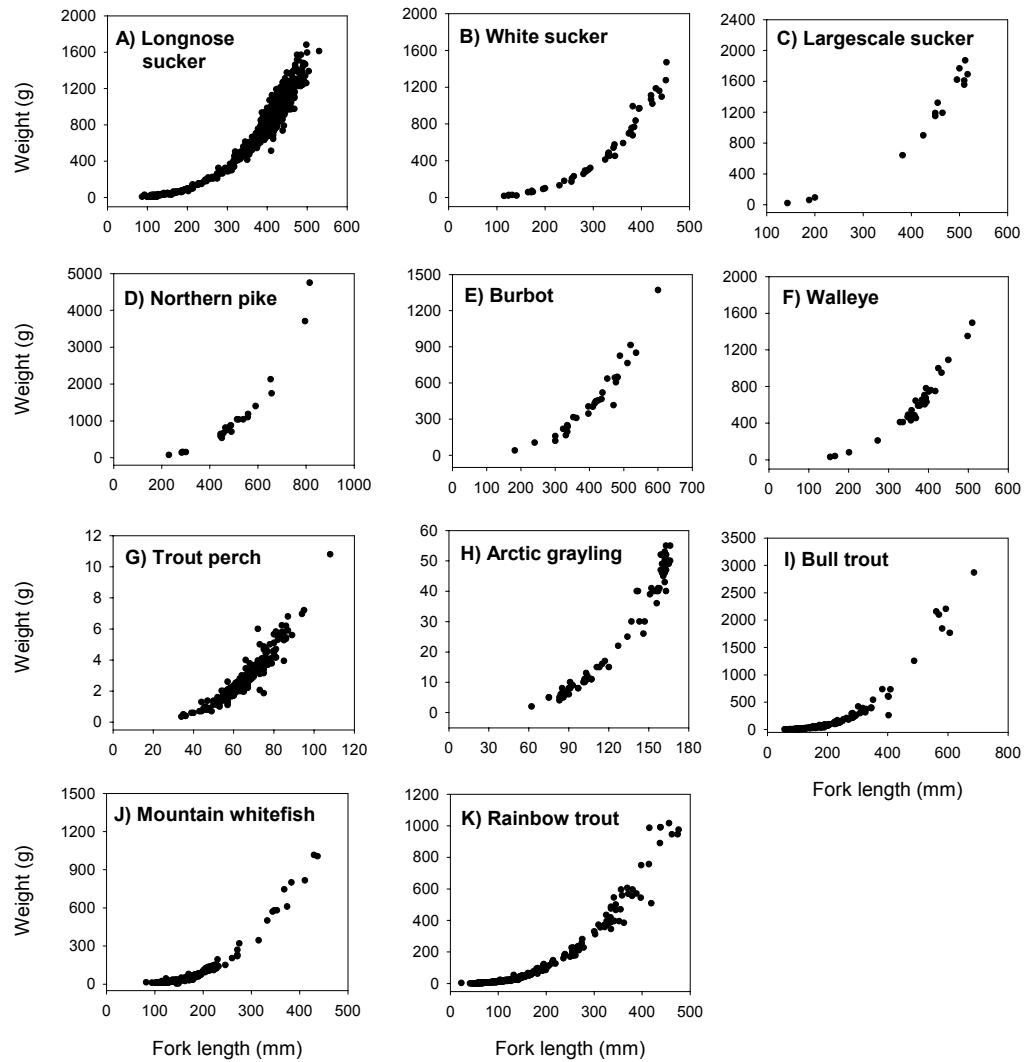 A) Longnose
sucker
Weight (g)
2000
1600
1200
800
400
0
0 100 200 300 400 500 600
B) White sucker
2000
1600
1200
800
400
0
0 100 200 300 400 500
C) Largescale sucker
2400
2000
1600
1200
800
400
0
100 200 300 400 500 600
D) Northern pike
Weight (g)
5000
4000
3000
2000
1000
0
0 200 400 600 800 1000
E) Burbot
1500
1200
900
600
300
0
0 100 200 300 400 500 600 700
F) Walleye
2000
1600
1200
800
400
0
0 100 200 300 400 500 600
G) Trout perch
Weight (g)
12
10
8
6
4
2
0
0 20 40 60 80 100 120
H) Arctic grayling
60
50
40
30
20
10
0
0 30 60 90 120 150 180
I) Bull trout
3500
3000
2500
2000
1500
1000
500
0
0 200 400 600 800
Fork length (mm)
J) Mountain whitefish
Weight (g)
1500
1200
900
600
300
0
0 100 200 300 400 500
Fork length (mm)
K) Rainbow trout
1200
1000
800
600
400
200
0
0 100 200 300 400 500
Fork length (mm)